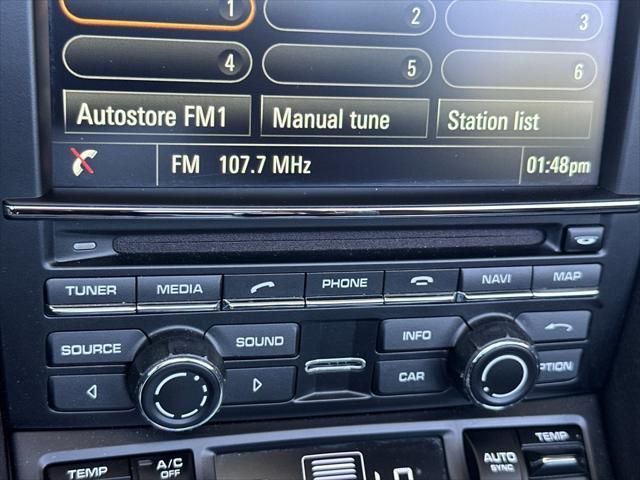 1 2 3
4 5 6
Autostore FM1 Manual tune Station list
FM 107.7 MHz 01:48pm
TUNER MEDIA PHONE NAVI MAP
SOURCE SOUND INFO
CAR OPTION
TEMP A/C OFF AUTO SYNC TEMP